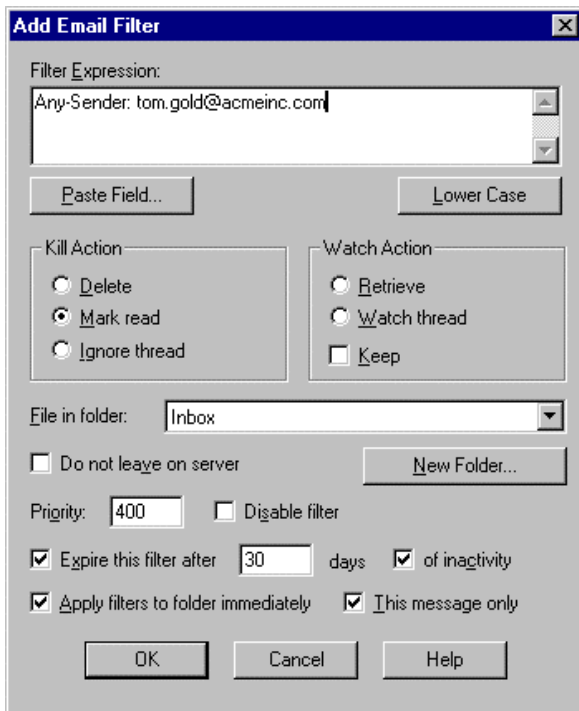 Add Email Filter
Filter Expression:
Any-Sender: tom.gold@acmeinc.com
Paste Field... Lower Case
Kill Action Watch Action
Delete Retrieve
Mark read Watch thread
Ignore thread Keep
File in folder: Inbox
Do not leave on server New Folder...
Priority: 400 Disable filter
Expire this filter after 30 days of inactivity
Apply filters to folder immediately This message only
OK Cancel Help